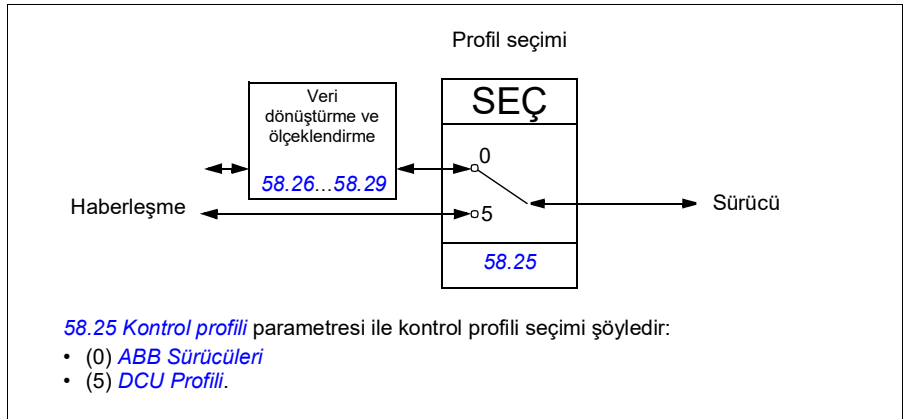 Profil seçimi
Veri
dönüştürme ve
ölçeklendirme
58.26...58.29
SEÇ
0
5
58.25
Haberleşme
Sürücü
58.25 Kontrol profili parametresi ile kontrol profili seçimi şöyledir:
• (0) ABB Sürücüleri
• (5) DCU Profili.